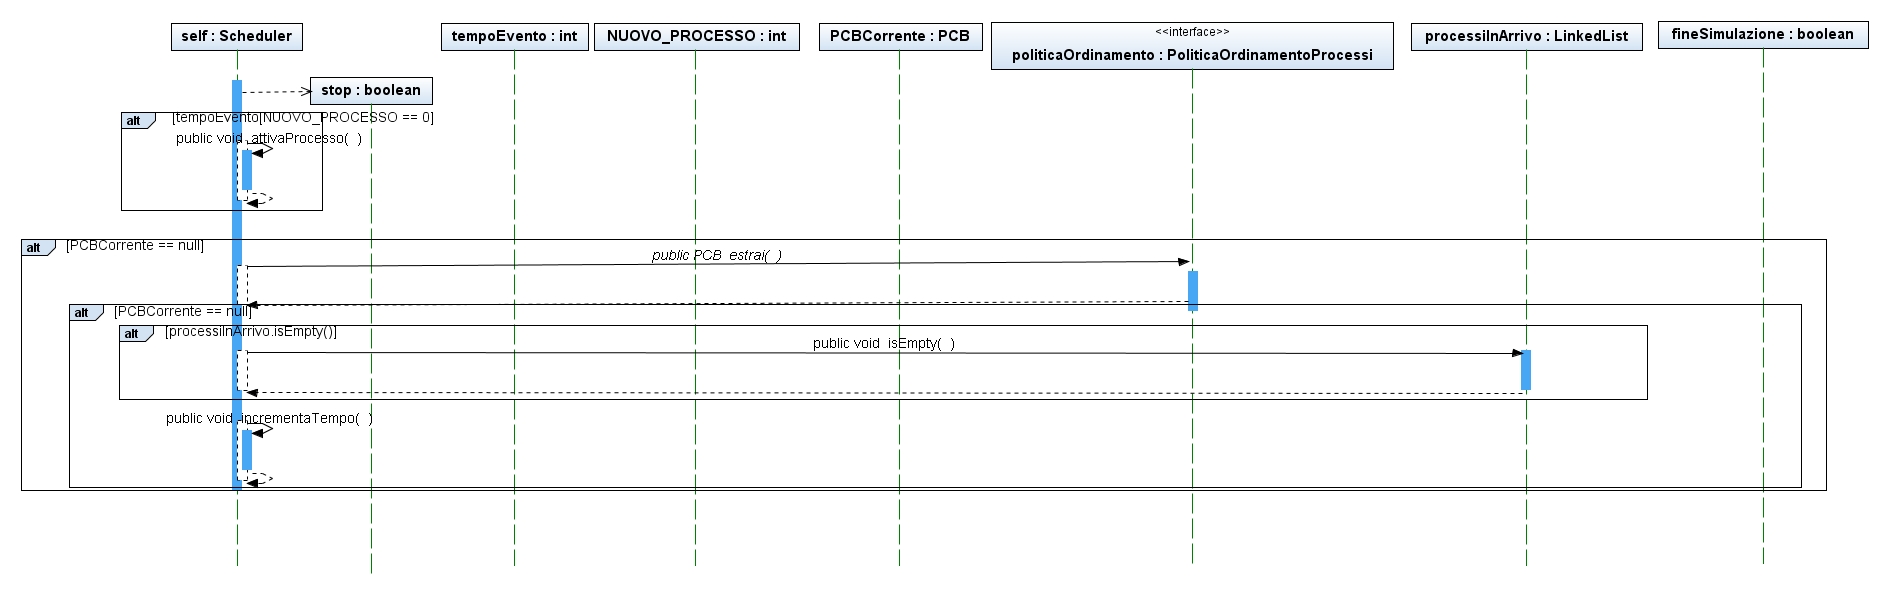 self : Scheduler
tempoEvento : int
NUOVO_PROCESSO : int
PCBCorrente : PCB
<<interface>>
politicaOrdinamento : PoliticaOrdinamentoProcessi
processiInArrivo : LinkedList
fineSimulazione : boolean
stop : boolean
alt [tempoEvento[NUOVO_PROCESSO == 0]
public void attivaProcesso( )
alt [PCBCorrente == null]
public PCB estrai( )
alt [PCBCorrente == null]
alt [processiInArrivo.isEmpty()]
public void isEmpty( )
public void incrementaTempo( )